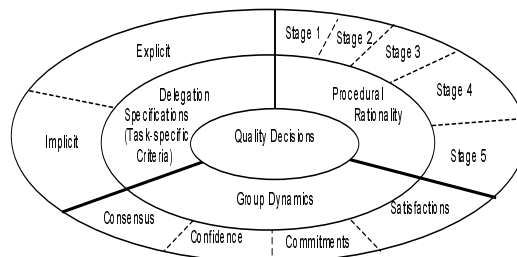 Explicit
Stage 1
Stage 2
Stage 3
Stage 4
Stage 5
Implicit
Delegation
Specifications
(Task-specific
Criteria)
Procedural
Rationality
Quality Decisions
Group Dynamics
Consensus
Confidence
Commitments
Satisfactions